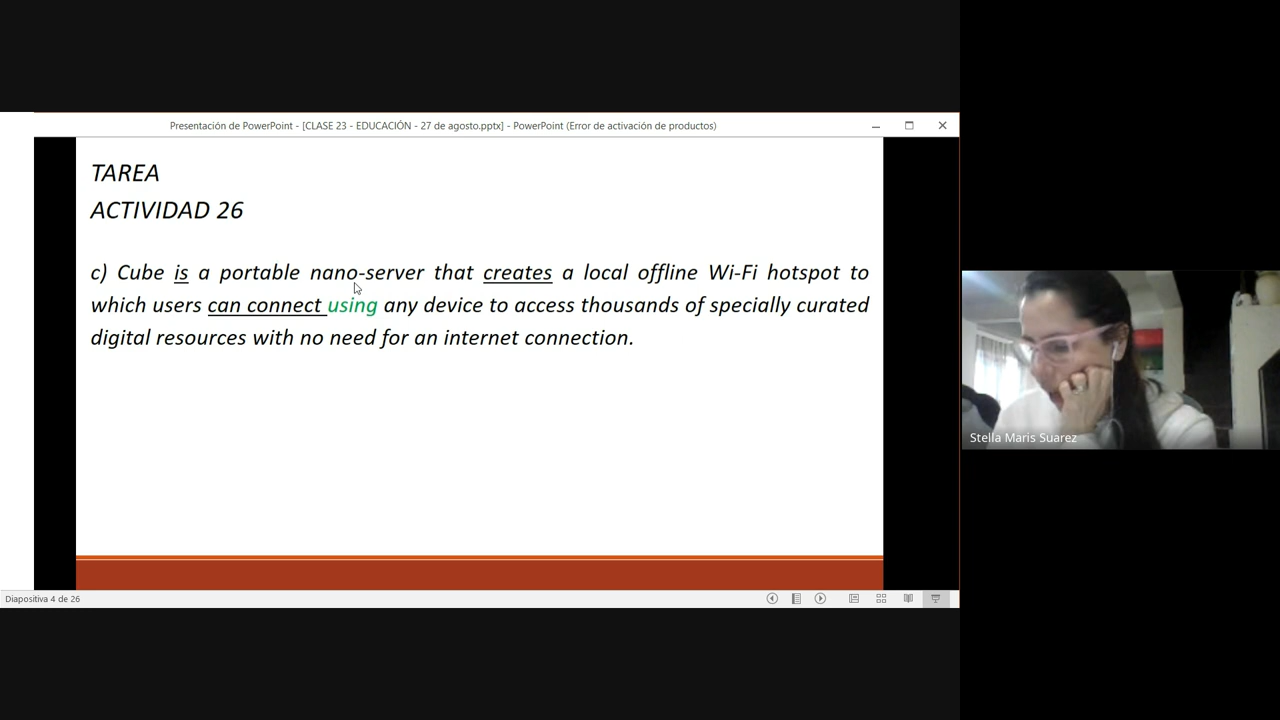 Presentación de PowerPoint - [CLASE 23 - EDUCACIÓN - 27 de agosto.pptx] - PowerPoint (Error de activación de productos)
TAREA
ACTIVIDAD 26
c) Cube is a portable nano-server that creates a local offline Wi-Fi hotspot to
which users can connect using any device to access thousands of specially curated
digital resources with no need for an internet connection.
Stella Maris Suarez
Diapositiva 4 de 26